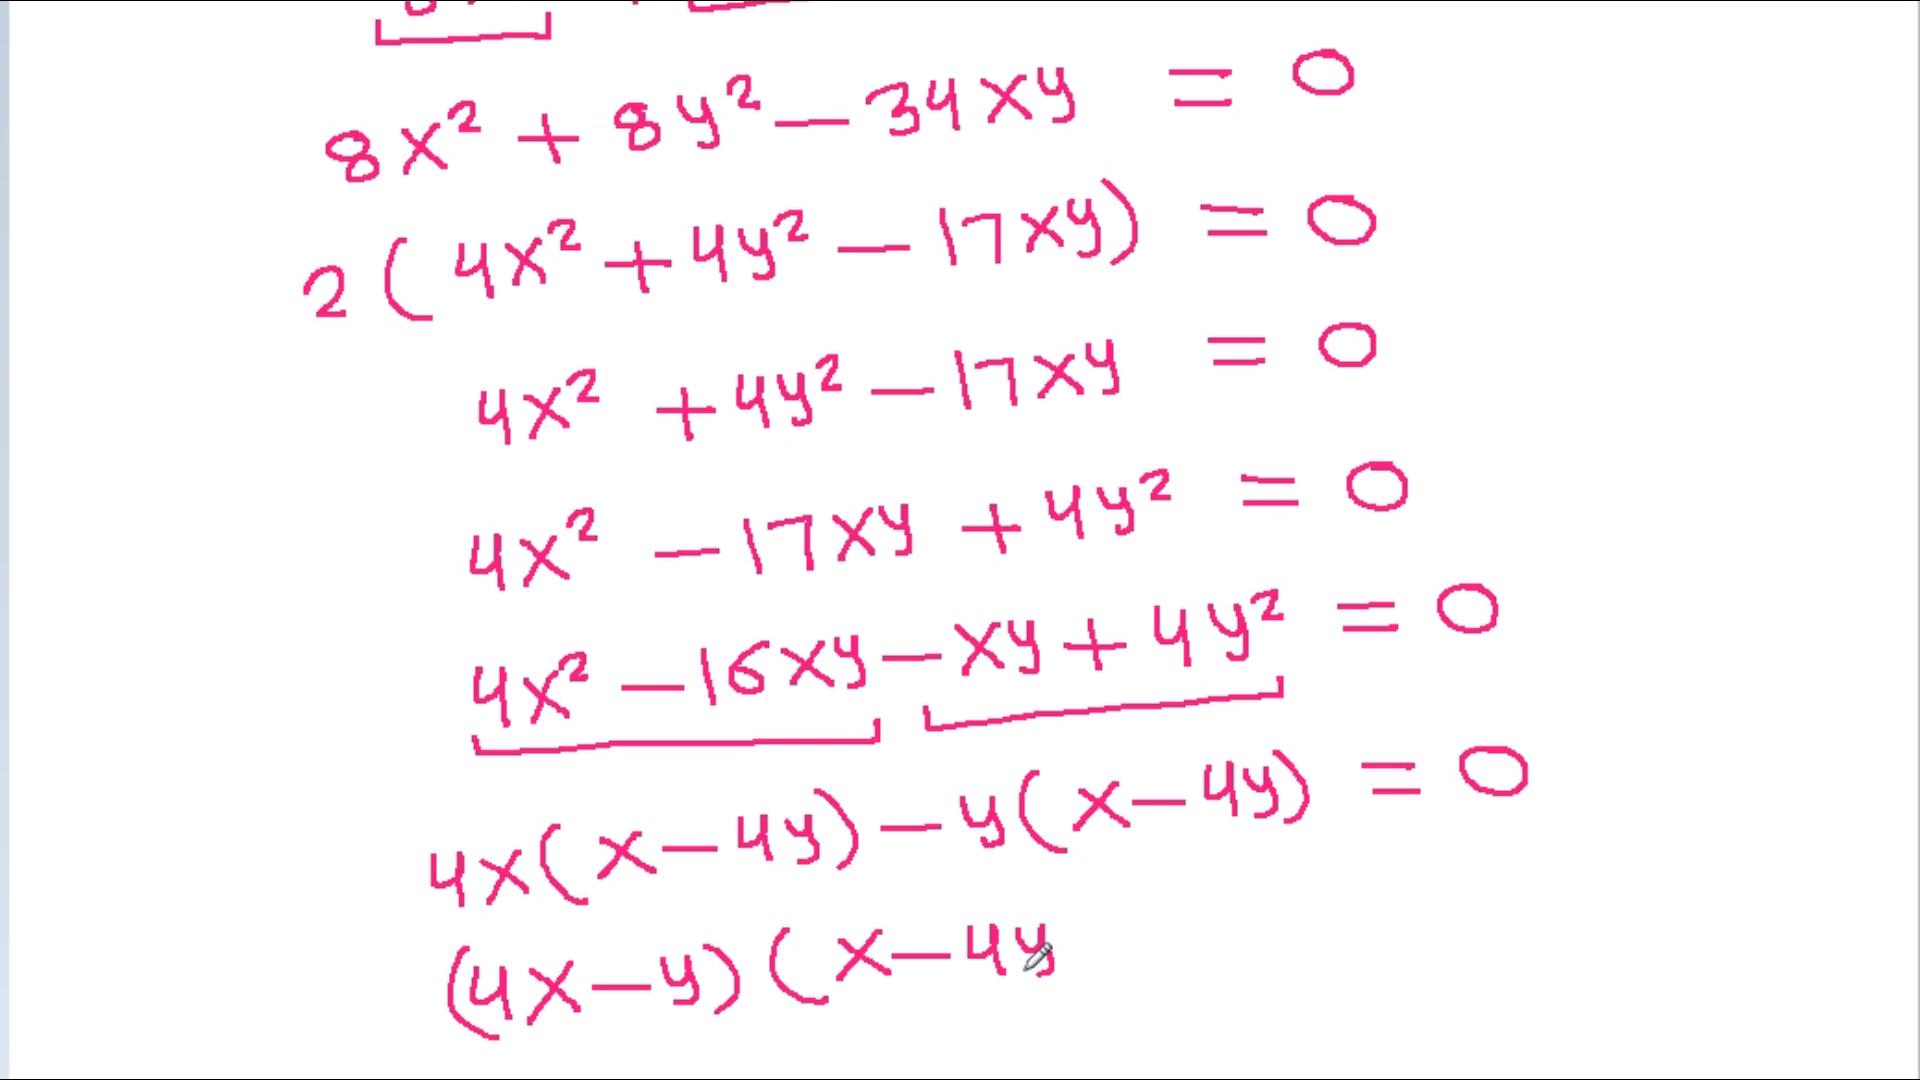 8x² + 8y² - 34xy = 0
2(4x² + 4y² - 17xy) = 0
4x² + 4y² - 17xy = 0
4x² - 17xy + 4y² = 0
4x² - 16xy - xy + 4y² = 0
4x(x - 4y) - y(x - 4y) = 0
(4x - y)(x - 4y